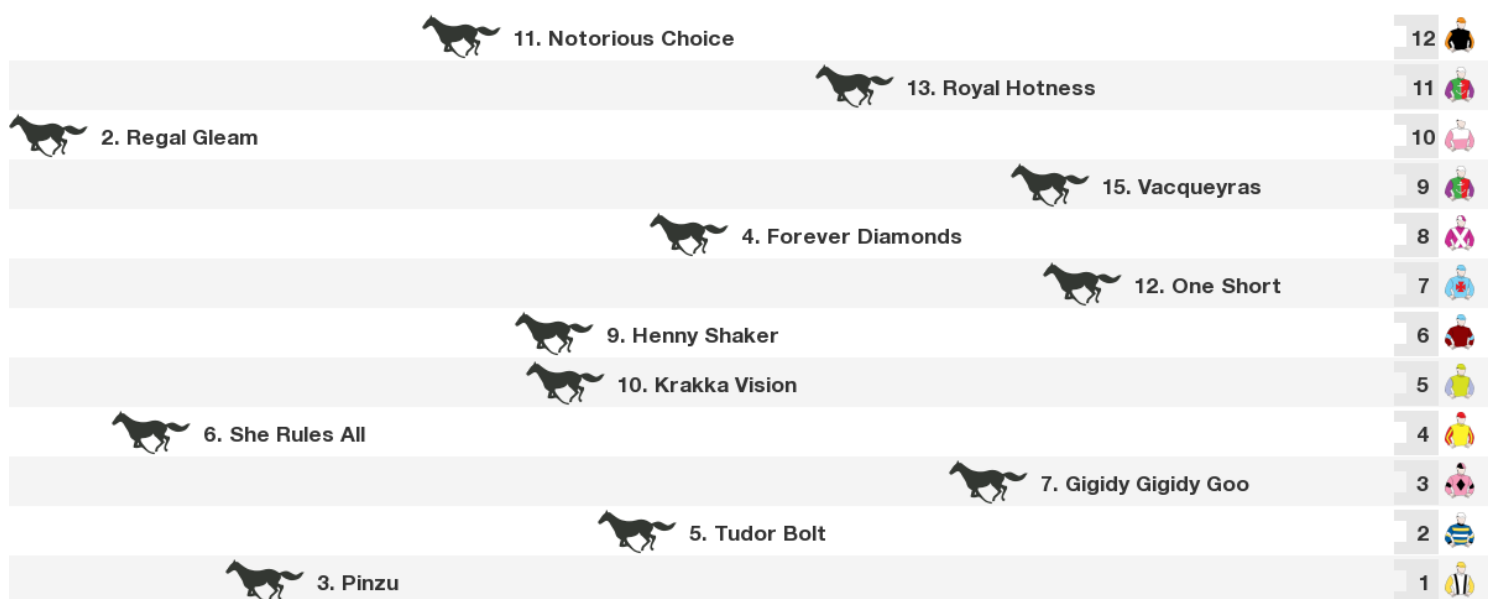 11. Notorious Choice 12
13. Royal Hotness 11
2. Regal Gleam 10
15. Vacqueyras 9
4. Forever Diamonds 8
12. One Short 7
9. Henny Shaker 6
10. Krakka Vision 5
6. She Rules All 4
7. Gigidy Gigidy Goo 3
5. Tudor Bolt 2
3. Pinzu 1